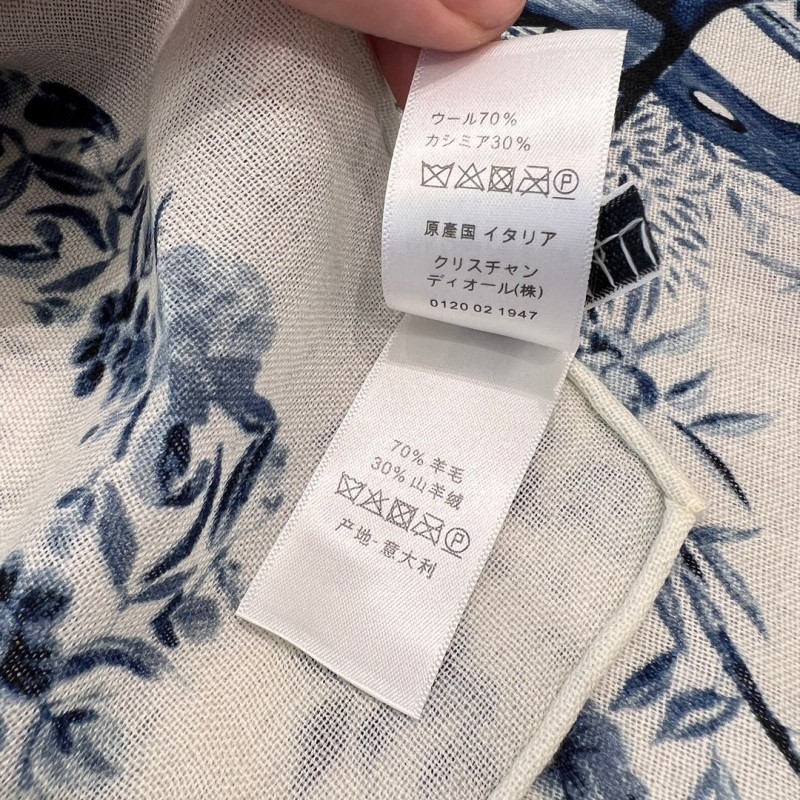 ウール70%
カシミア30%
原產国 イタリア
クリスチャン
ディオール(株)
0120 02 1947
70% 羊毛
30% 山羊绒
产地-意大利